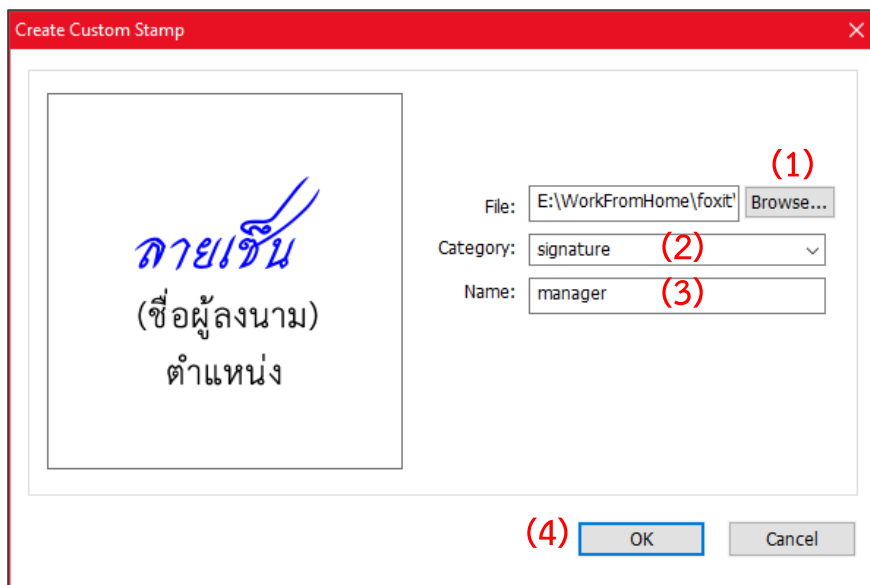 Create Custom Stamp
ลายเซ็น
(ชื่อผู้ลงนาม)
ตำแหน่ง
(1)
File: E:\WorkFromHome\foxit\ Browse...
Category: signature (2)
Name: manager (3)
(4) OK Cancel